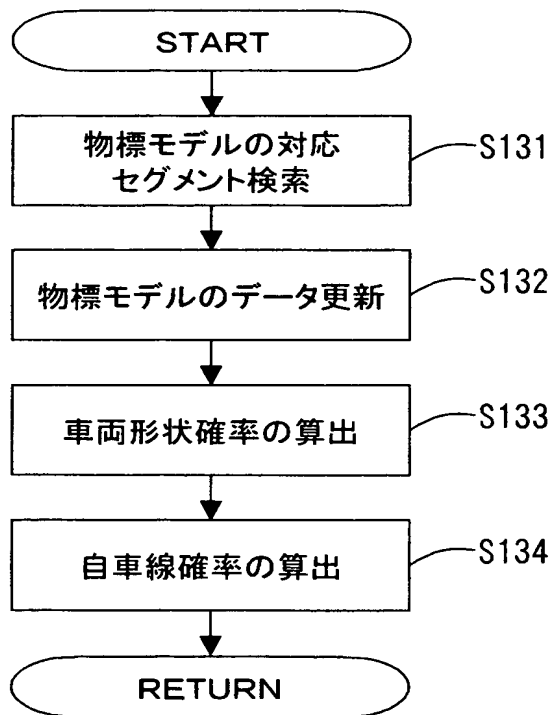 START
物標モデルの対応
セグメント検索
S131
物標モデルのデータ更新
S132
車両形状確率の算出
S133
自車線確率の算出
S134
RETURN